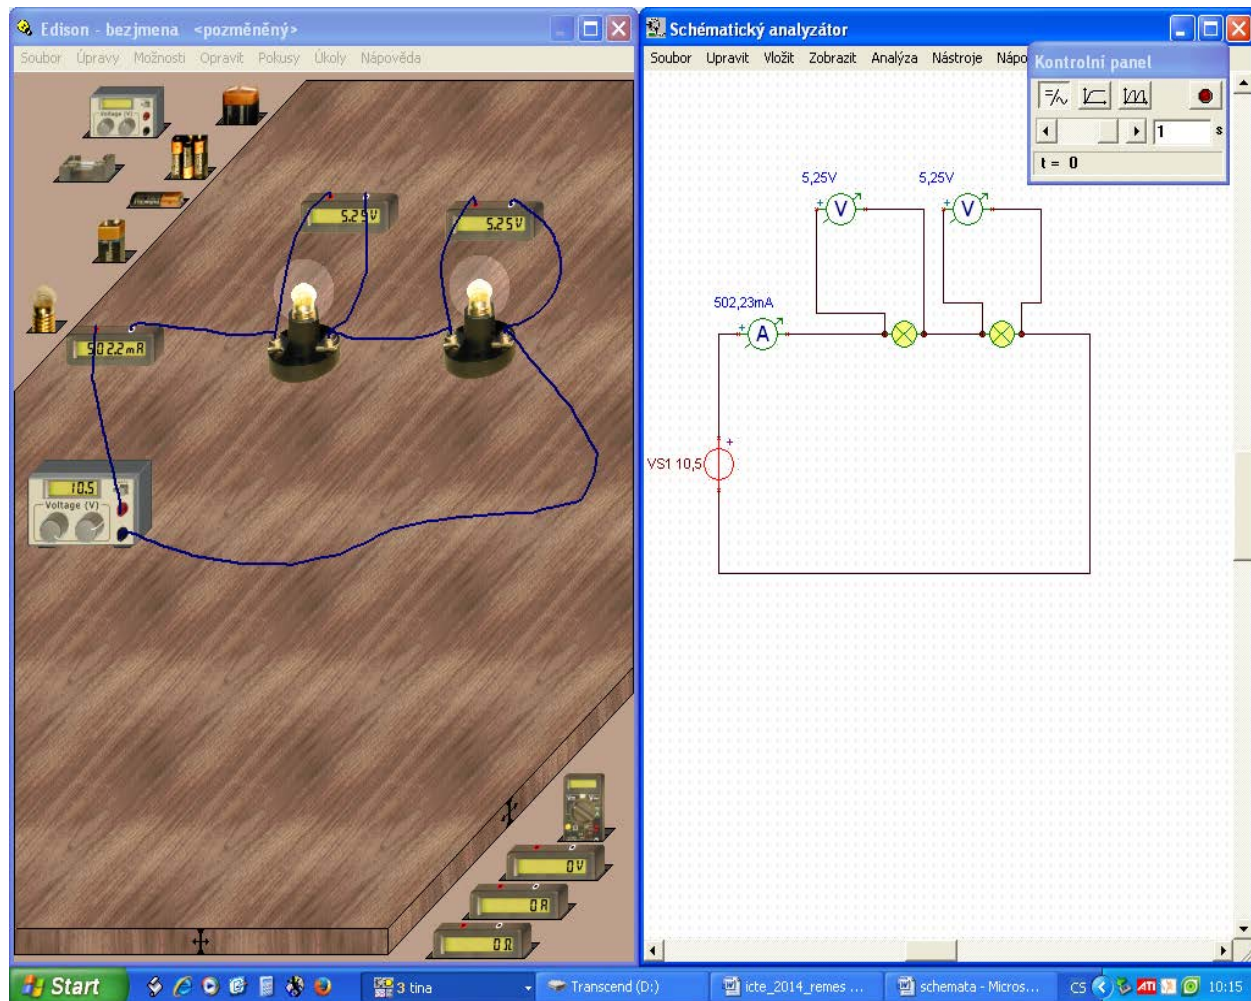 Edison - bezjmena <pozměněný>
Soubor Úpravy Možnosti Opravit Pokusy Úkoly Nápověda
Voltage (V)
5.25V
5.25V
502.2mA
10.5
Voltage (V)
0V
0A
0Ω
Schématický analyzátor
Soubor Upravit Vložit Zobrazit Analýza Nástroje Nápo
Kontrolní panel
1 s
t = 0
5,25V 5,25V
+ V + V
502,23mA
+ A
+
VS1 10,5
Start
3 tina
Transcend (D:)
icte_2014_remes ...
schemata - Micros...
CS
ATI
10:15